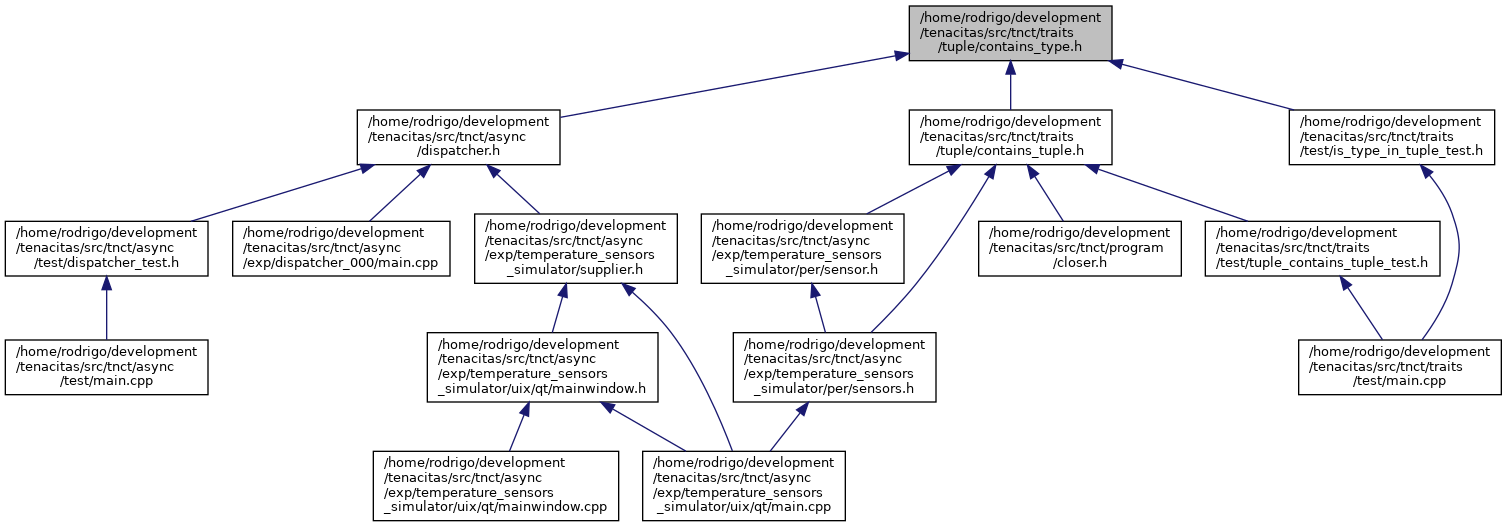 /home/rodrigo/development
/tenacitas/src/tnct/traits
/tuple/contains_type.h
/home/rodrigo/development
/tenacitas/src/tnct/async
/dispatcher.h
/home/rodrigo/development
/tenacitas/src/tnct/traits
/tuple/contains_tuple.h
/home/rodrigo/development
/tenacitas/src/tnct/traits
/test/is_type_in_tuple_test.h
/home/rodrigo/development
/tenacitas/src/tnct/async
/test/dispatcher_test.h
/home/rodrigo/development
/tenacitas/src/tnct/async
/exp/dispatcher_000/main.cpp
/home/rodrigo/development
/tenacitas/src/tnct/async
/exp/temperature_sensors
_simulator/supplier.h
/home/rodrigo/development
/tenacitas/src/tnct/async
/exp/temperature_sensors
_simulator/per/sensor.h
/home/rodrigo/development
/tenacitas/src/tnct/program
/closer.h
/home/rodrigo/development
/tenacitas/src/tnct/traits
/test/tuple_contains_tuple_test.h
/home/rodrigo/development
/tenacitas/src/tnct/async
/test/main.cpp
/home/rodrigo/development
/tenacitas/src/tnct/async
/exp/temperature_sensors
_simulator/uix/qt/mainwindow.h
/home/rodrigo/development
/tenacitas/src/tnct/async
/exp/temperature_sensors
_simulator/per/sensors.h
/home/rodrigo/development
/tenacitas/src/tnct/traits
/test/main.cpp
/home/rodrigo/development
/tenacitas/src/tnct/async
/exp/temperature_sensors
_simulator/uix/qt/mainwindow.cpp
/home/rodrigo/development
/tenacitas/src/tnct/async
/exp/temperature_sensors
_simulator/uix/qt/main.cpp